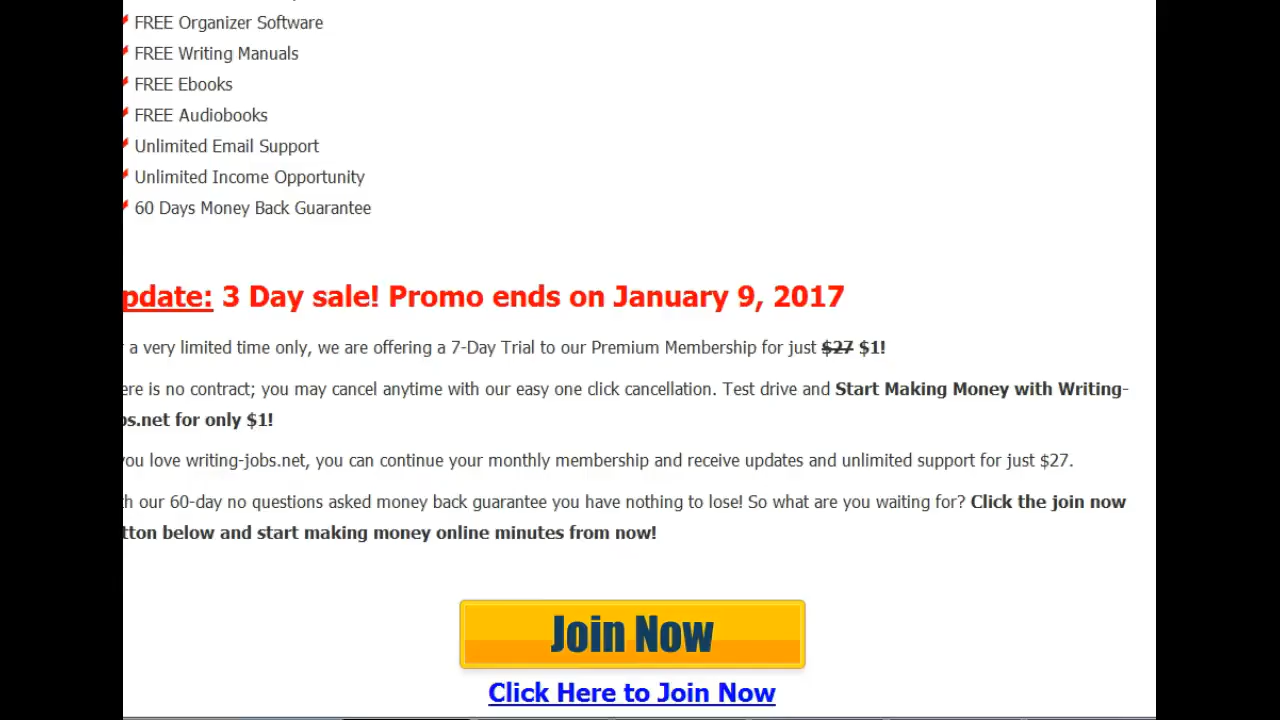 FREE Organizer Software
FREE Writing Manuals
FREE Ebooks
FREE Audiobooks
Unlimited Email Support
Unlimited Income Opportunity
60 Days Money Back Guarantee
pdate: 3 Day sale! Promo ends on January 9, 2017
a very limited time only, we are offering a 7-Day Trial to our Premium Membership for just $27 $1!
ere is no contract; you may cancel anytime with our easy one click cancellation. Test drive and Start Making Money with Writing-
bs.net for only $1!
you love writing-jobs.net, you can continue your monthly membership and receive updates and unlimited support for just $27.
th our 60-day no questions asked money back guarantee you have nothing to lose! So what are you waiting for? Click the join now
tton below and start making money online minutes from now!
Join Now
Click Here to Join Now